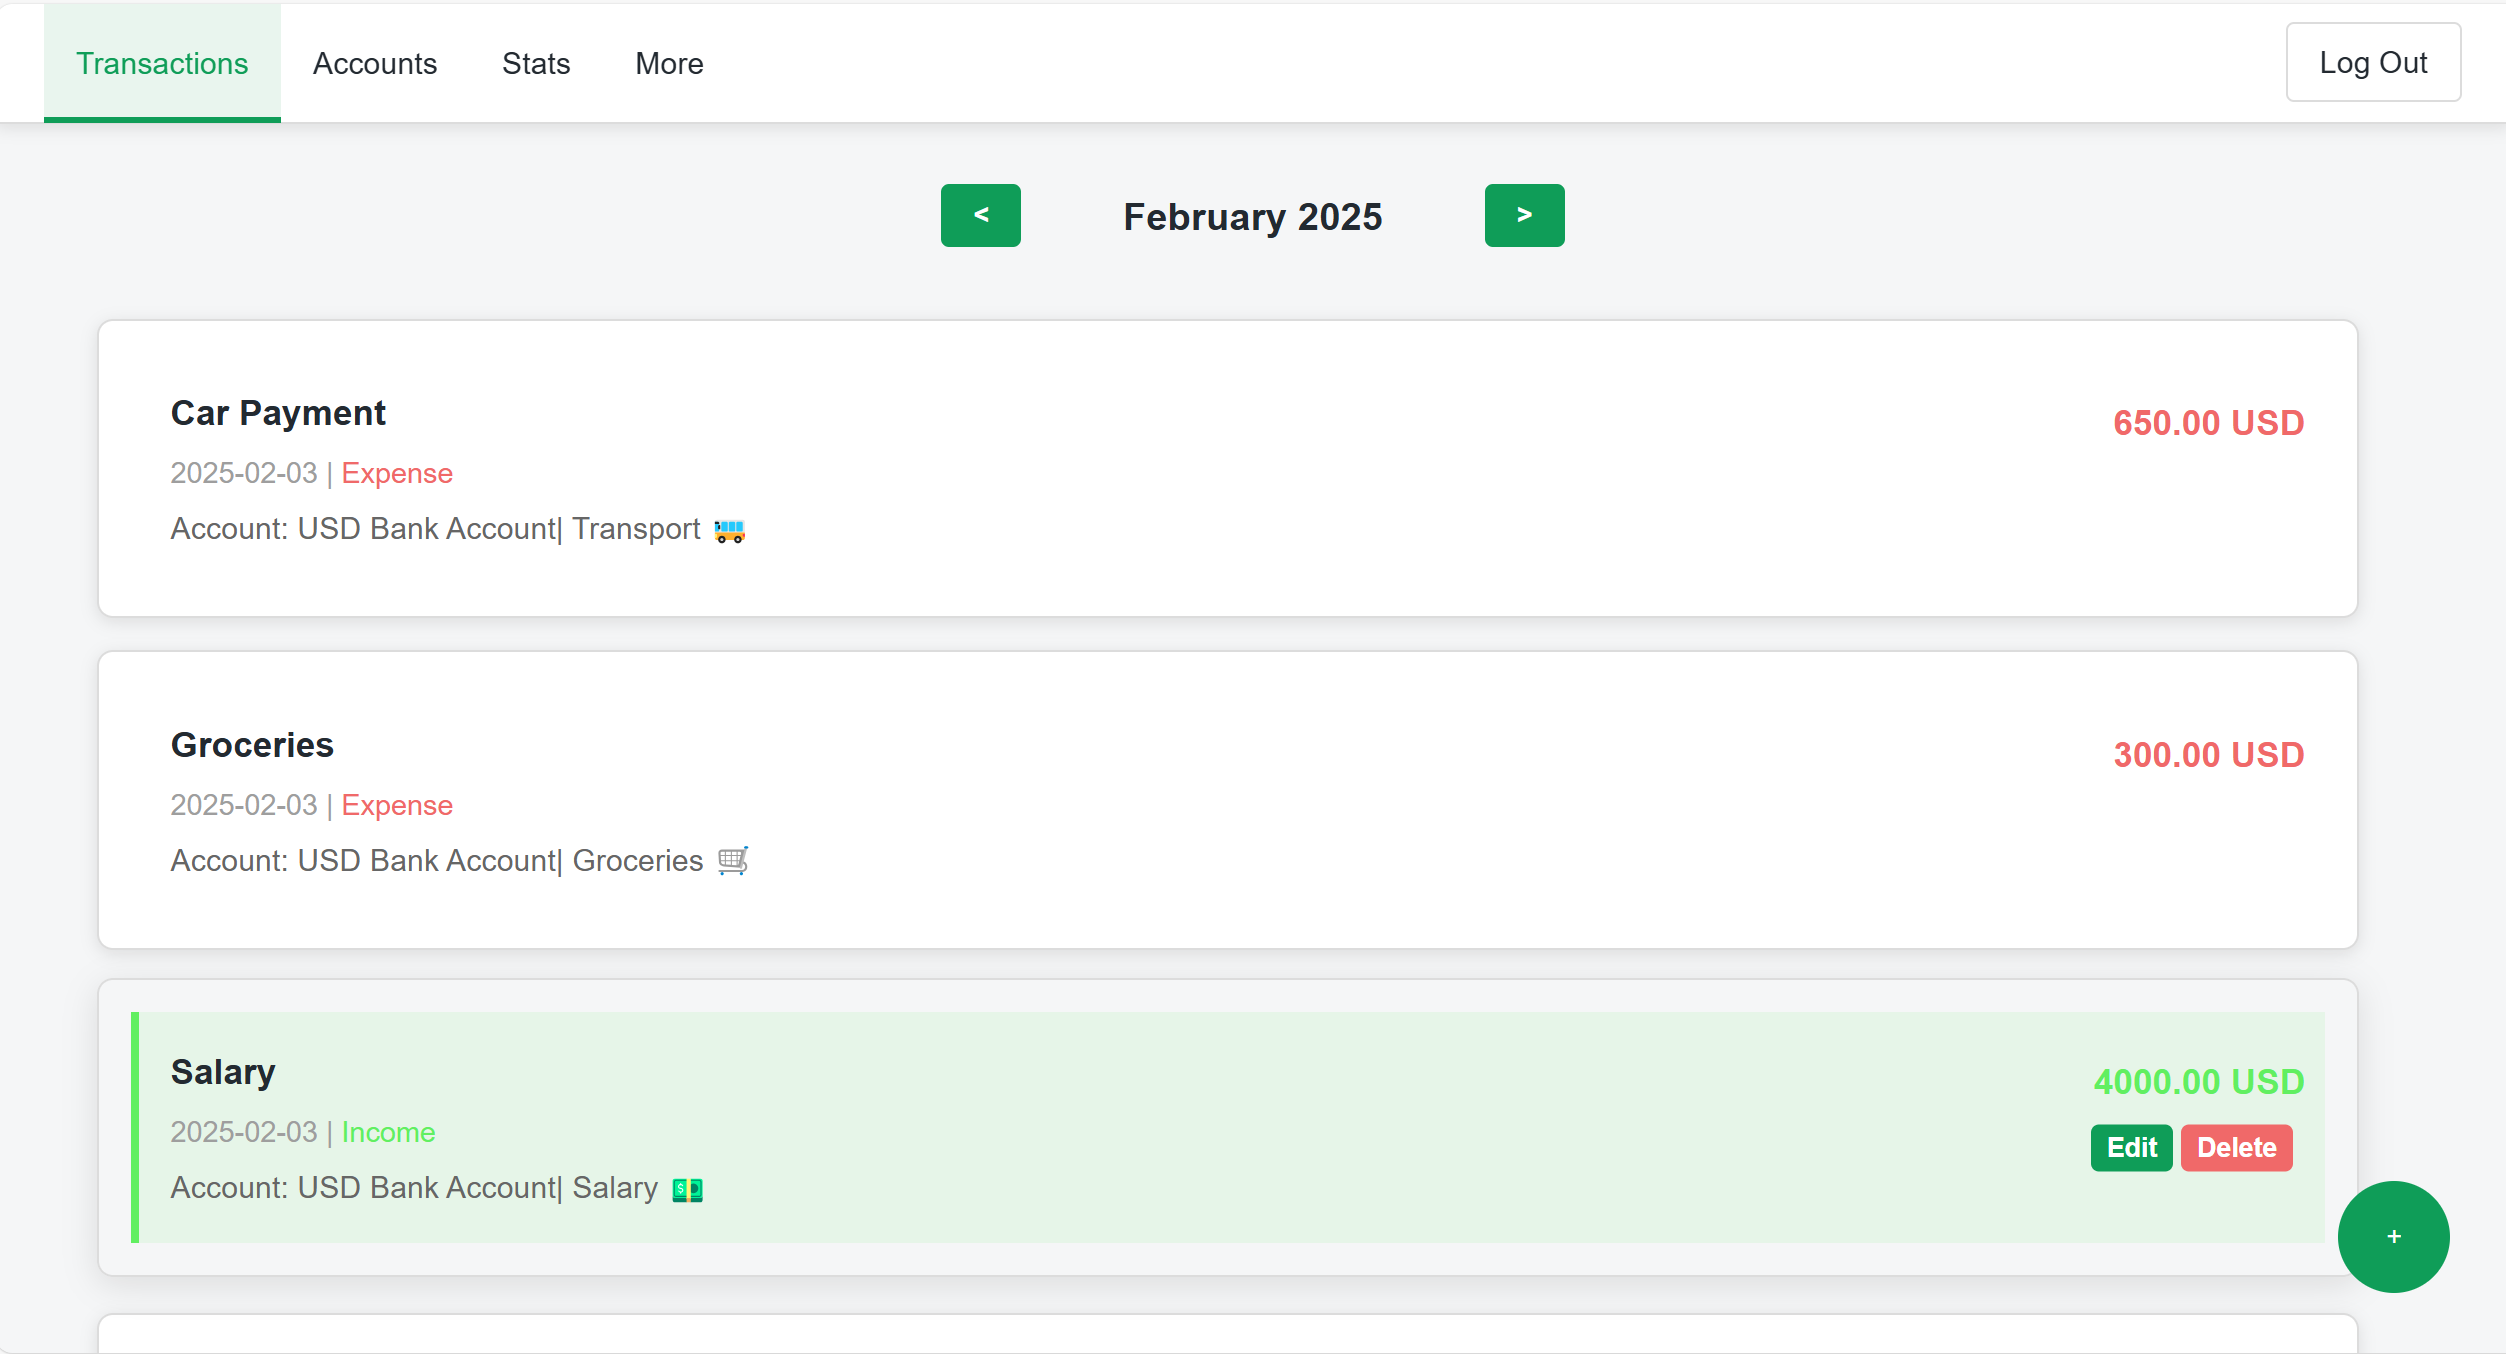 Transactions Accounts Stats More Log Out
< February 2025 >
Car Payment
650.00 USD
2025-02-03 | Expense
Account: USD Bank Account| Transport 🚌
Groceries
300.00 USD
2025-02-03 | Expense
Account: USD Bank Account| Groceries 🛒
Salary
4000.00 USD
2025-02-03 | Income
Edit Delete
Account: USD Bank Account| Salary 💵
+